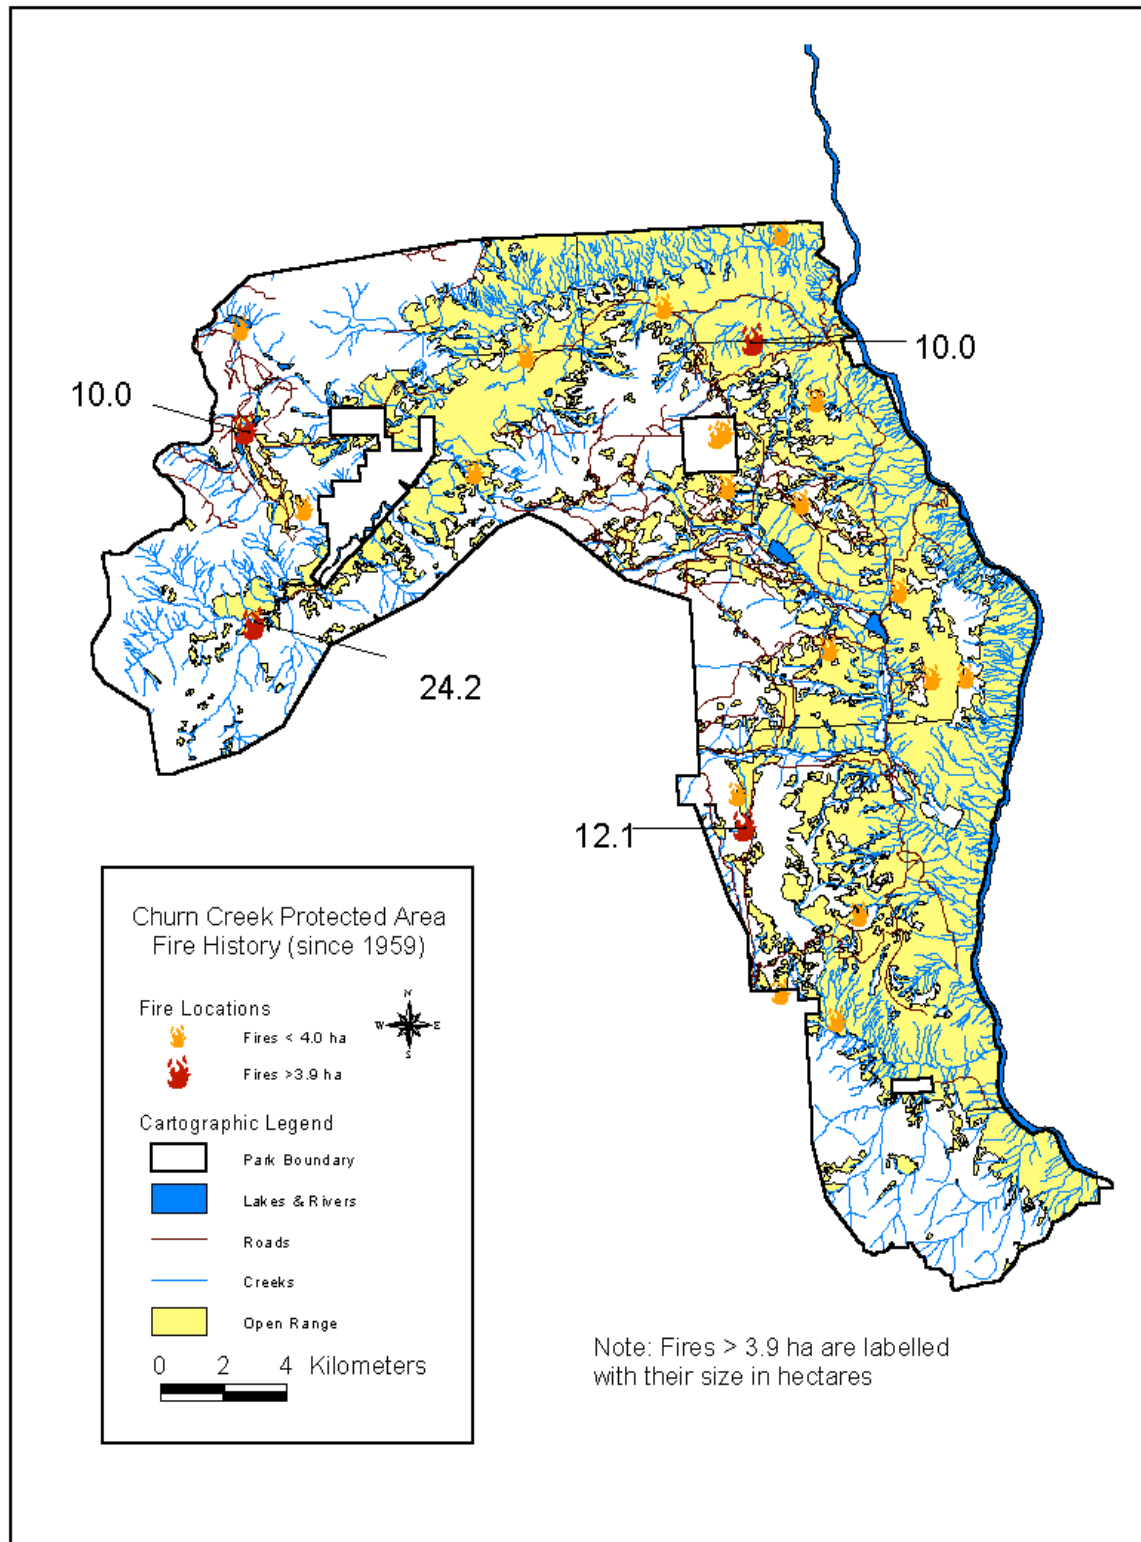 10.0
10.0
24.2
12.1
Churn Creek Protected Area
Fire History (since 1959)
Fire Locations
Fires < 4.0 ha
Fires >3.9 ha
N
W E
S
Cartographic Legend
Park Boundary
Lakes & Rivers
Roads
Creeks
Open Range
0 2 4 Kilometers
Note: Fires > 3.9 ha are labelled
with their size in hectares